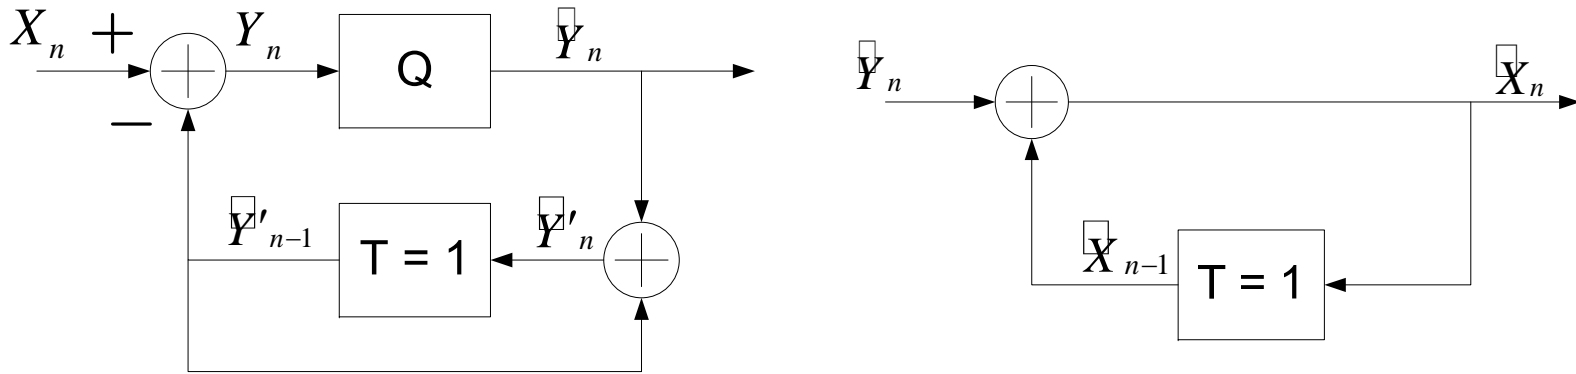 X n + Y n Q Y n
−
Y' n−1 T = 1 Y' n
Y n X n
X n−1 T = 1